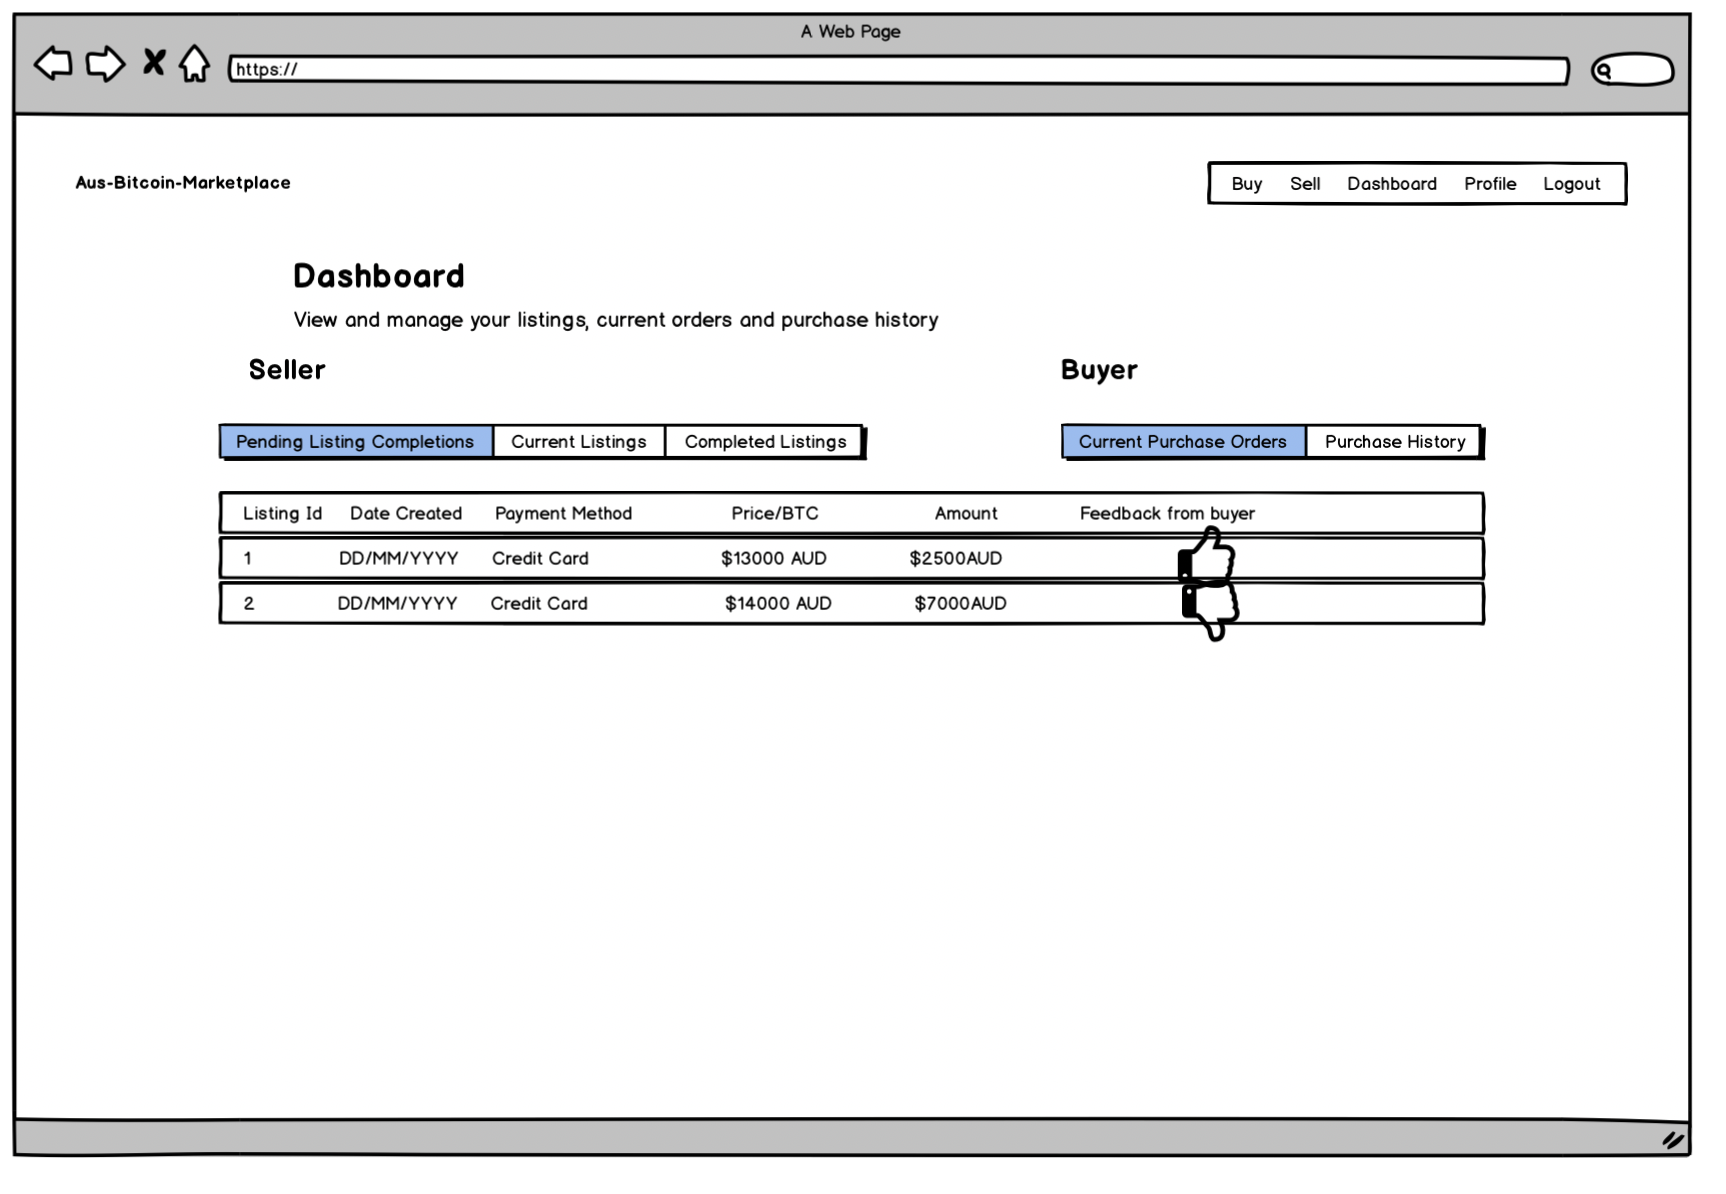 A Web Page
https://
Aus-Bitcoin-Marketplace
Buy Sell Dashboard Profile Logout
Dashboard
View and manage your listings, current orders and purchase history
Seller Buyer
Pending Listing Completions Current Listings Completed Listings Current Purchase Orders Purchase History
Listing Id Date Created Payment Method Price/BTC Amount Feedback from buyer
1 DD/MM/YYYY Credit Card $13000 AUD $2500AUD
2 DD/MM/YYYY Credit Card $14000 AUD $7000AUD